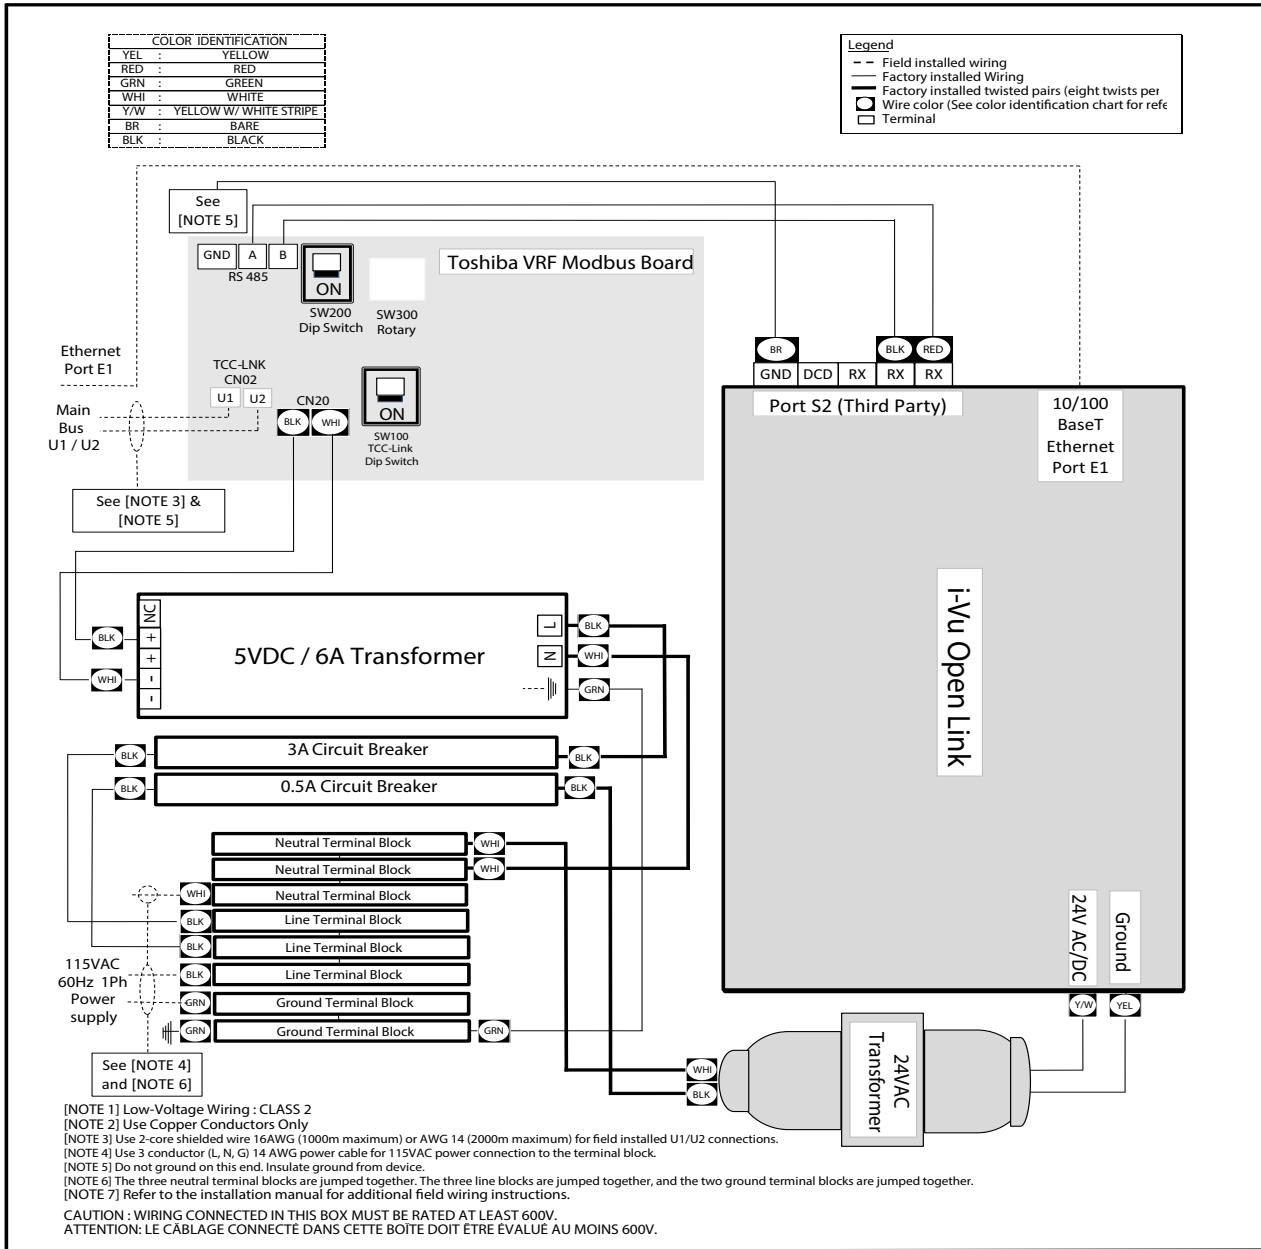 COLOR IDENTIFICATION
YEL : YELLOW
RED : RED
GRN : GREEN
WHI : WHITE
Y/W : YELLOW W/ WHITE STRIPE
BR : BARE
BLK : BLACK
Legend
Field installed wiring
Factory installed Wiring
Factory installed twisted pairs (eight twists per
Wire color (See color identification chart for refe
Terminal
See
[NOTE 5]
GND A B
RS 485
ON
SW200
Dip Switch
SW300
Rotary
Toshiba VRF Modbus Board
Ethernet
Port E1
TCC-LNK
CN02
U1 U2
CN20
BLK WHI
ON
SW100
TCC-Link
Dip Switch
Main
Bus
U1 / U2
See [NOTE 3] &
[NOTE 5]
BR BLK RED
GND DCD RX RX RX
Port S2 (Third Party)
10/100
BaseT
Ethernet
Port E1
i-Vu Open Link
24V AC/DC
Ground
Y/W YEL
NC
+
+
-
-
BLK
WHI
5VDC / 6A Transformer
L
N
BLK
WHI
GRN
BLK 3A Circuit Breaker BLK
BLK 0.5A Circuit Breaker BLK
Neutral Terminal Block WHI
Neutral Terminal Block WHI
WHI Neutral Terminal Block
BLK Line Terminal Block
BLK Line Terminal Block
BLK Line Terminal Block
GRN Ground Terminal Block
GRN Ground Terminal Block GRN
115VAC
60Hz 1Ph
Power
supply
See [NOTE 4]
and [NOTE 6]
WHI
BLK
24VAC
Transformer
[NOTE 1] Low-Voltage Wiring : CLASS 2
[NOTE 2] Use Copper Conductors Only
[NOTE 3] Use 2-core shielded wire 16AWG (1000m maximum) or AWG 14 (2000m maximum) for field installed U1/U2 connections.
[NOTE 4] Use 3 conductor (L, N, G) 14 AWG power cable for 115VAC power connection to the terminal block.
[NOTE 5] Do not ground on this end. Insulate ground from device.
[NOTE 6] The three neutral terminal blocks are jumped together. The three line blocks are jumped together, and the two ground terminal blocks are jumped together.
[NOTE 7] Refer to the installation manual for additional field wiring instructions.
CAUTION : WIRING CONNECTED IN THIS BOX MUST BE RATED AT LEAST 600V.
ATTENTION: LE CÂBLAGE CONNECTÉ DANS CETTE BOÎTE DOIT ÊTRE ÉVALUÉ AU MOINS 600V.